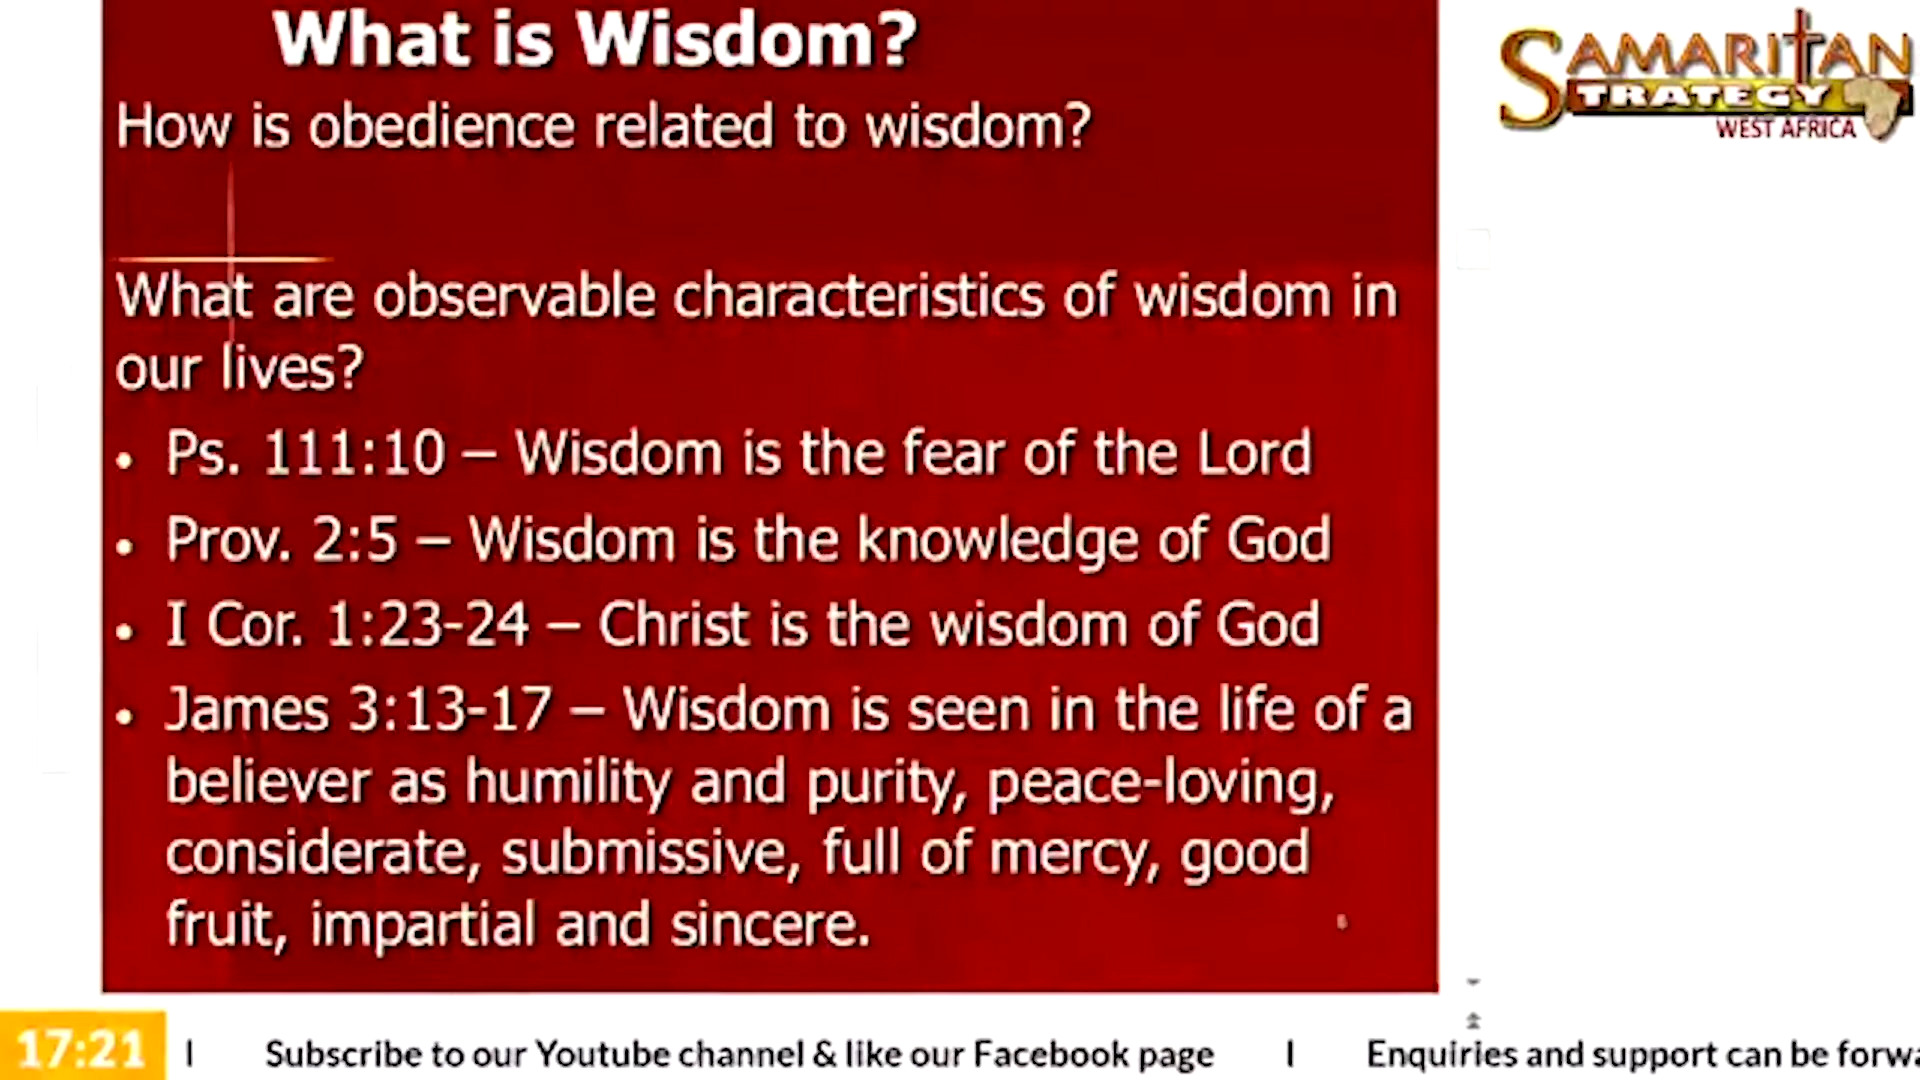 What is Wisdom?
How is obedience related to wisdom?
What are observable characteristics of wisdom in
our lives?
• Ps. 111:10 – Wisdom is the fear of the Lord
• Prov. 2:5 – Wisdom is the knowledge of God
• I Cor. 1:23-24 – Christ is the wisdom of God
• James 3:13-17 – Wisdom is seen in the life of a
believer as humility and purity, peace-loving,
considerate, submissive, full of mercy, good
fruit, impartial and sincere.
SAMARITAN
STRATEGY
WEST AFRICA
17:21 | Subscribe to our Youtube channel & like our Facebook page | Enquiries and support can be forwa